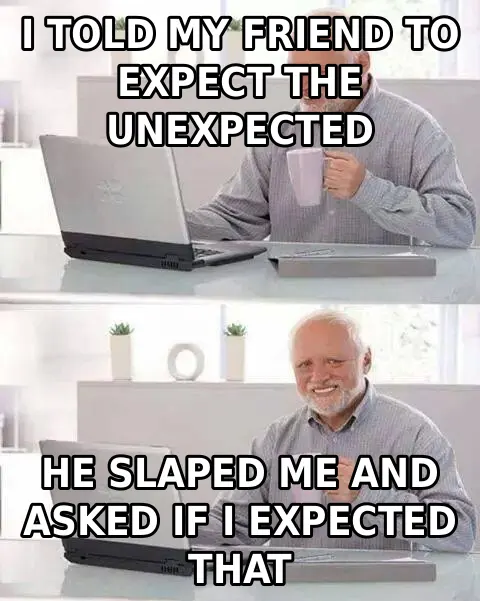 I TOLD MY FRIEND TO
EXPECT THE
UNEXPECTED
HE SLAPED ME AND
ASKED IF I EXPECTED
THAT